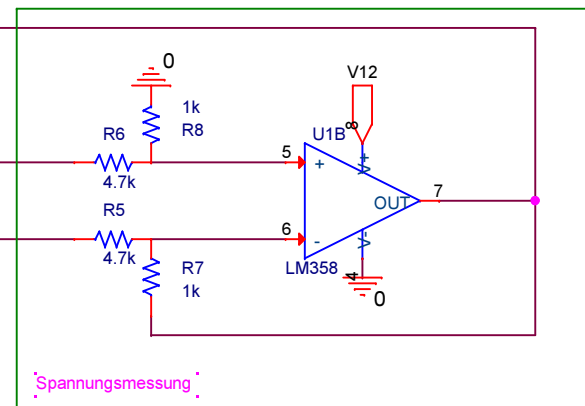 0
V12
1k
R8
R6
4.7k
8
U1B
5
+
V+
7
OUT
R5
4.7k
6
-
V-
R7
1k
LM358
4
0
Spannungsmessung